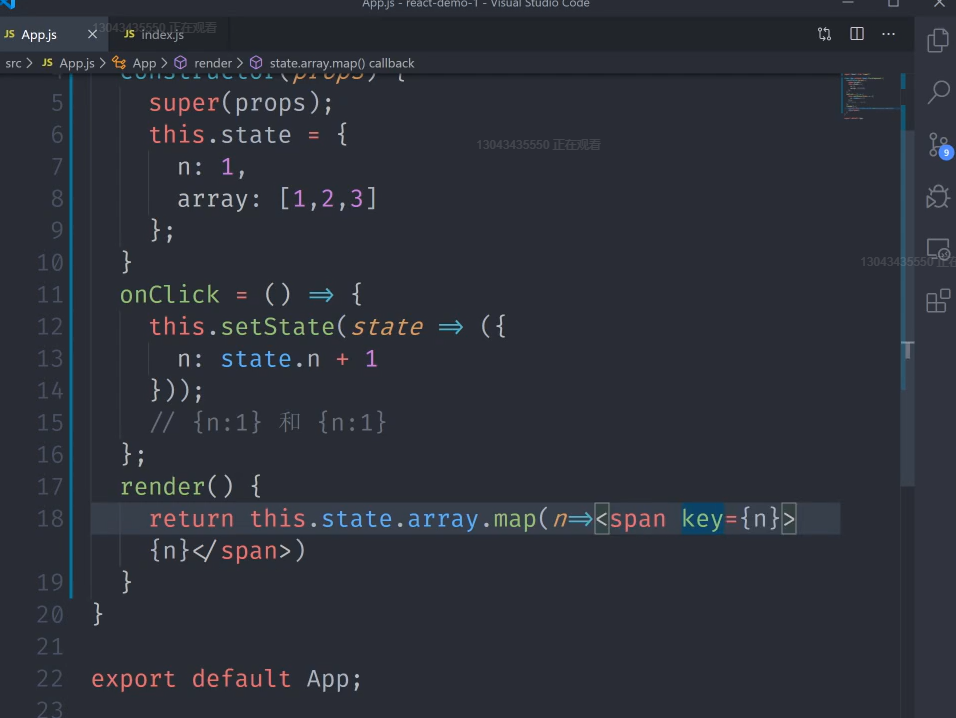 App.js - react-demo-1 - Visual Studio Code
JS App.js
JS index.js
13043435550 正在观看
src > JS App.js > App > render > state.array.map() callback
4 constructor(props) {
5 super(props);
6 this.state = {
13043435550 正在观看
7 n: 1,
8 array: [1,2,3]
9 };
10 }
13043435550 正在
11 onClick = () => {
12 this.setState(state => ({
13 n: state.n + 1
14 }));
15 // {n:1} 和 {n:1}
16 };
17 render() {
18 return this.state.array.map(n=><span key={n}>
{n}</span>)
19 }
20 }
21
22 export default App;
23
9